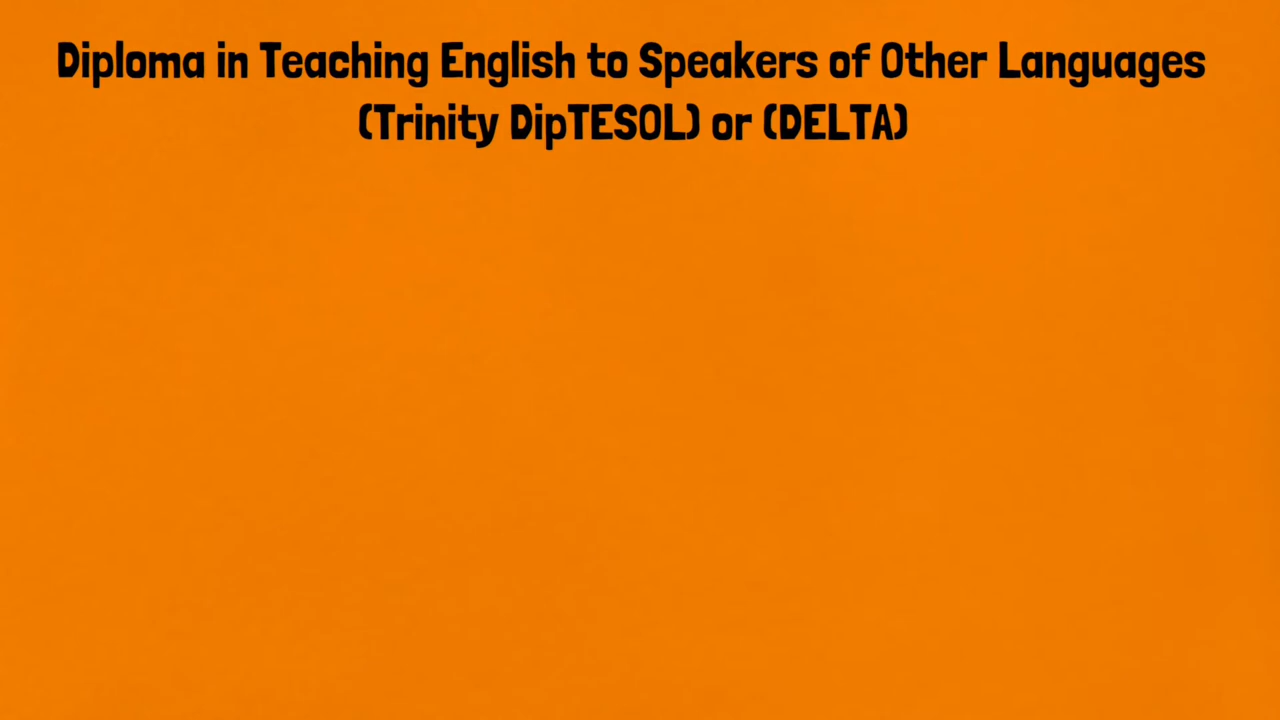 Diploma in Teaching English to Speakers of Other Languages
(Trinity DipTESOL) or (DELTA)